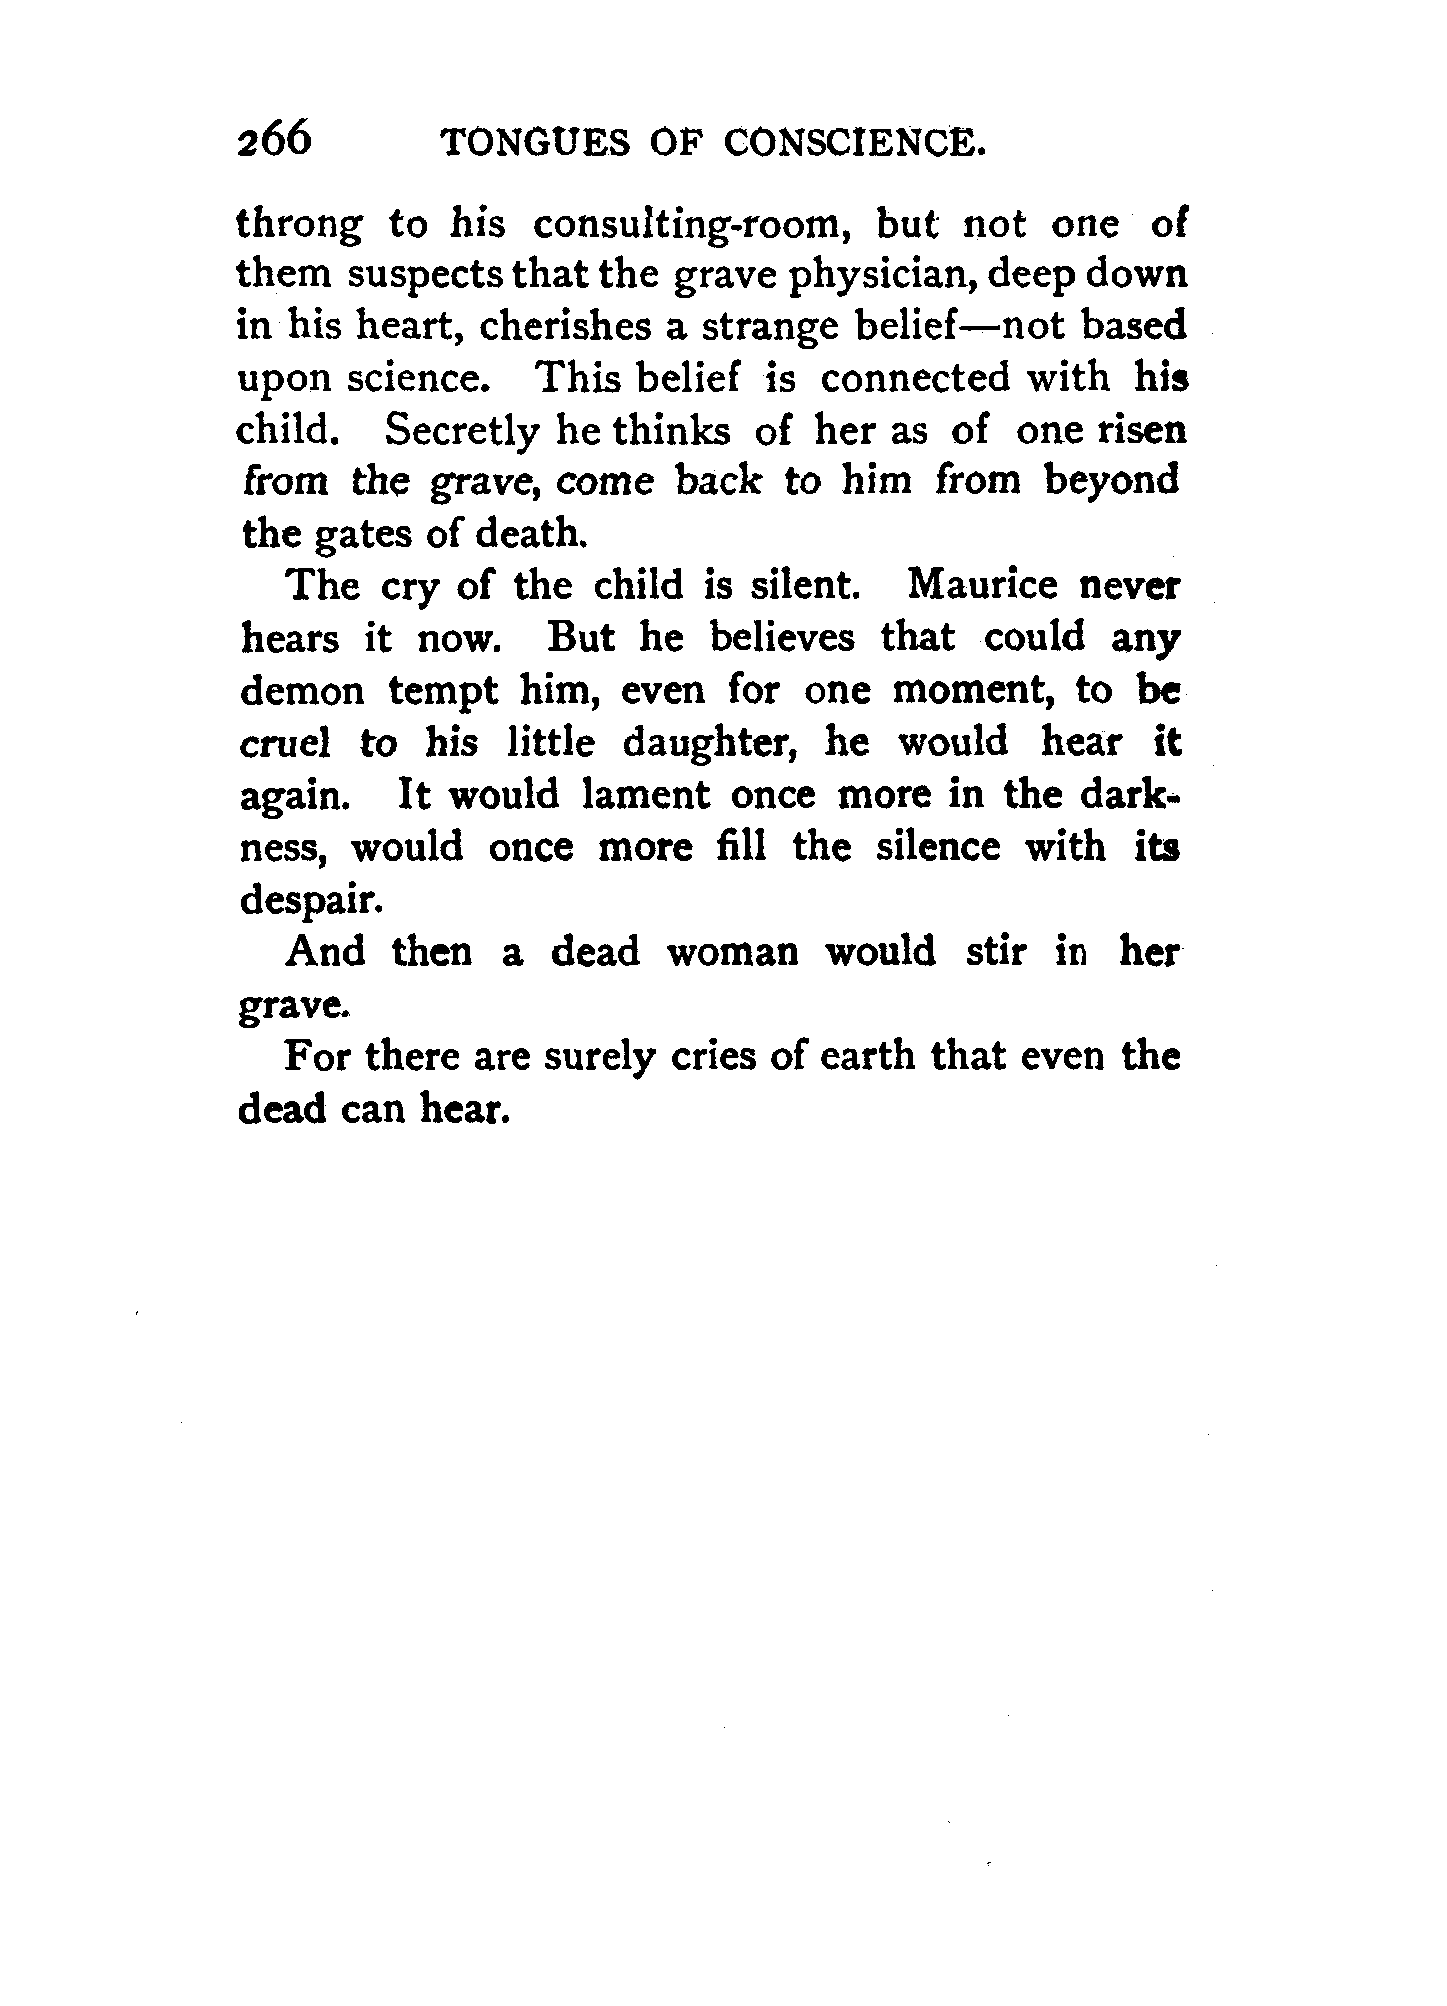 266 TONGUES OF CONSCIENCE.
throng to his consulting-room, but not one of
them suspects that the grave physician, deep down
in his heart, cherishes a strange belief—not based
upon science. This belief is connected with his
child. Secretly he thinks of her as of one risen
from the grave, come back to him from beyond
the gates of death.
The cry of the child is silent. Maurice never
hears it now. But he believes that could any
demon tempt him, even for one moment, to be
cruel to his little daughter, he would hear it
again. It would lament once more in the dark-
ness, would once more fill the silence with its
despair.
And then a dead woman would stir in her
grave.
For there are surely cries of earth that even the
dead can hear.